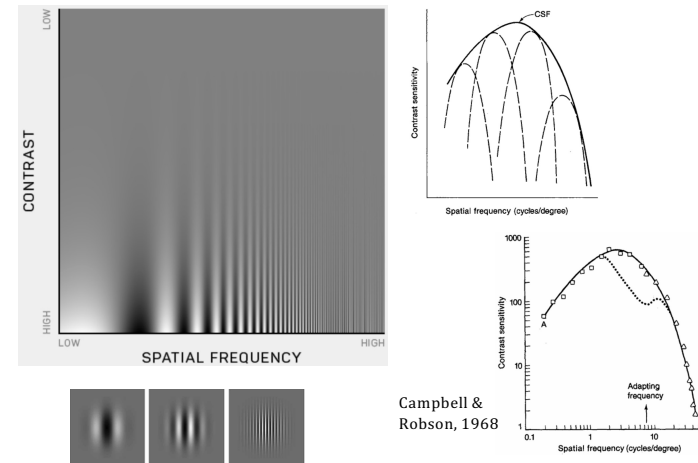 LOW
CONTRAST
HIGH
LOW
HIGH
SPATIAL FREQUENCY
CSF
Contrast sensitivity
Spatial frequency (cycles/degree)
1000
100
10
1
Contrast sensitivity
A
Adapting
frequency
0.1
1
10
Spatial frequency (cycles/degree)
Campbell &
Robson, 1968